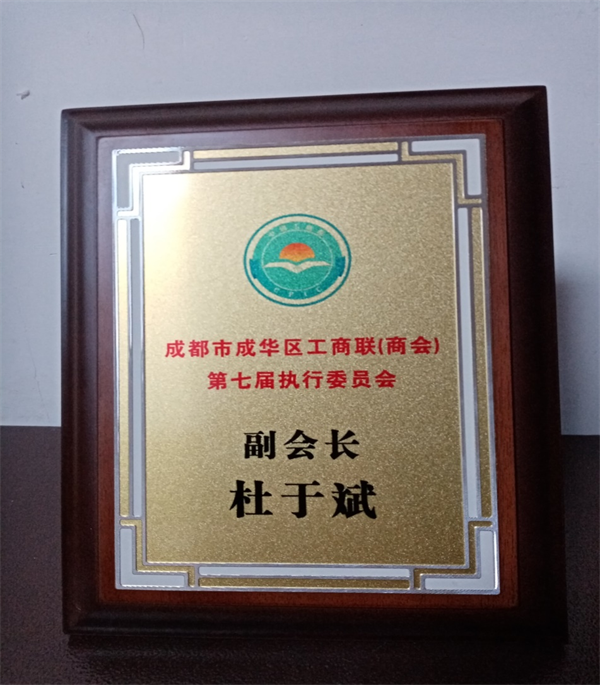 成都市成华区工商联(商会)
第七届执行委员会
副会长
杜于斌